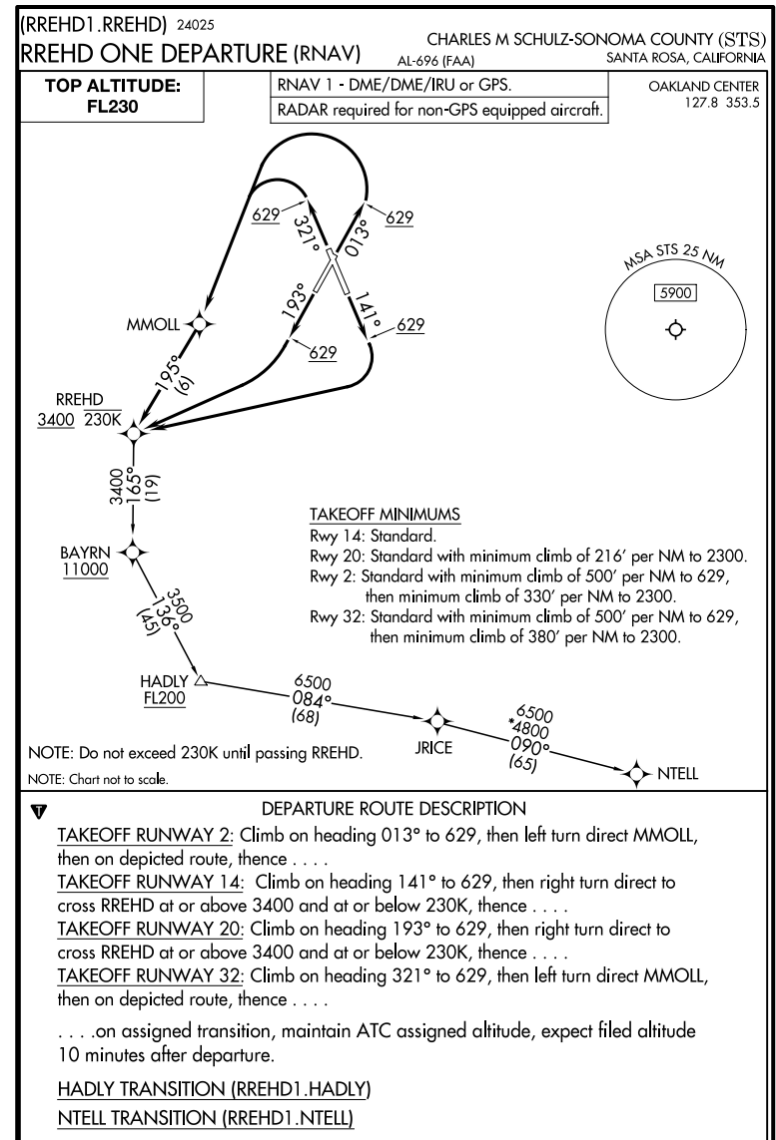 (RREHD1.RREHD) 24025
RREHD ONE DEPARTURE (RNAV)
AL-696 (FAA)
CHARLES M SCHULZ-SONOMA COUNTY (STS)
SANTA ROSA, CALIFORNIA
TOP ALTITUDE:
FL230
RNAV 1 - DME/DME/IRU or GPS.
RADAR required for non-GPS equipped aircraft.
OAKLAND CENTER
127.8 353.5
629
321°
013°
629
193°
141°
629
629
MSA STS 25 NM
5900
MMOLL
195°
(6)
RREHD
3400 230K
3400
165°
(19)
BAYRN
11000
3500
136°
(45)
HADLY
FL200
6500
084°
(68)
JRICE
6500
*4800
090°
(65)
NTELL
TAKEOFF MINIMUMS
Rwy 14: Standard.
Rwy 20: Standard with minimum climb of 216' per NM to 2300.
Rwy 2: Standard with minimum climb of 500' per NM to 629,
then minimum climb of 330' per NM to 2300.
Rwy 32: Standard with minimum climb of 500' per NM to 629,
then minimum climb of 380' per NM to 2300.
NOTE: Do not exceed 230K until passing RREHD.
NOTE: Chart not to scale.
T
DEPARTURE ROUTE DESCRIPTION
TAKEOFF RUNWAY 2: Climb on heading 013° to 629, then left turn direct MMOLL,
then on depicted route, thence . . . .
TAKEOFF RUNWAY 14: Climb on heading 141° to 629, then right turn direct to
cross RREHD at or above 3400 and at or below 230K, thence . . . .
TAKEOFF RUNWAY 20: Climb on heading 193° to 629, then right turn direct to
cross RREHD at or above 3400 and at or below 230K, thence . . . .
TAKEOFF RUNWAY 32: Climb on heading 321° to 629, then left turn direct MMOLL,
then on depicted route, thence . . . .
. . . .on assigned transition, maintain ATC assigned altitude, expect filed altitude
10 minutes after departure.
HADLY TRANSITION (RREHD1.HADLY)
NTELL TRANSITION (RREHD1.NTELL)